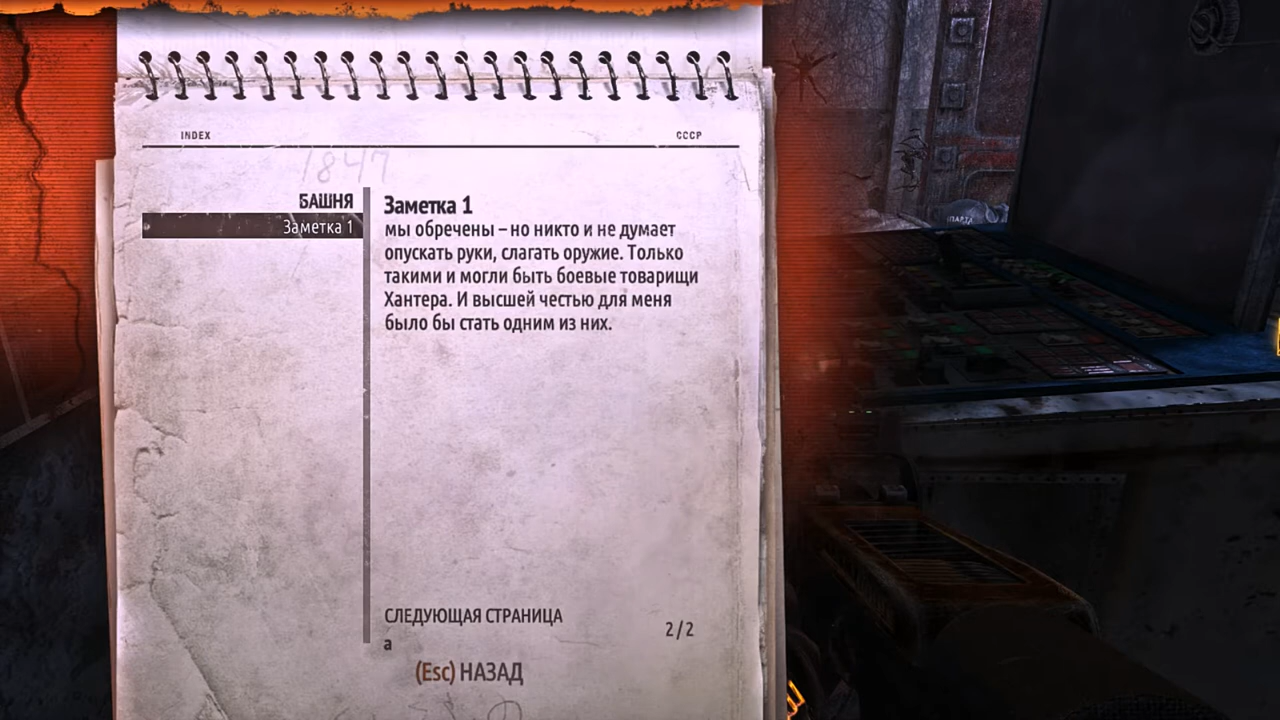 INDEX
СССР
1847
БАШНЯ
Заметка 1
Заметка 1
мы обречены – но никто и не думает
опускать руки, слагать оружие. Только
такими и могли быть боевые товарищи
Хантера. И высшей честью для меня
было бы стать одним из них.
СЛЕДУЮЩАЯ СТРАНИЦА
а
2/2
(Esc) НАЗАД